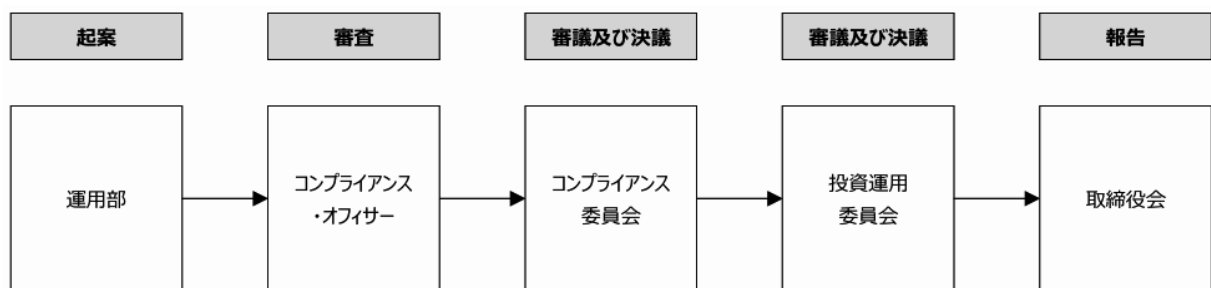 起案
審査
審議及び決議
審議及び決議
報告
運用部
コンプライアンス
・オフィサー
コンプライアンス
委員会
投資運用
委員会
取締役会